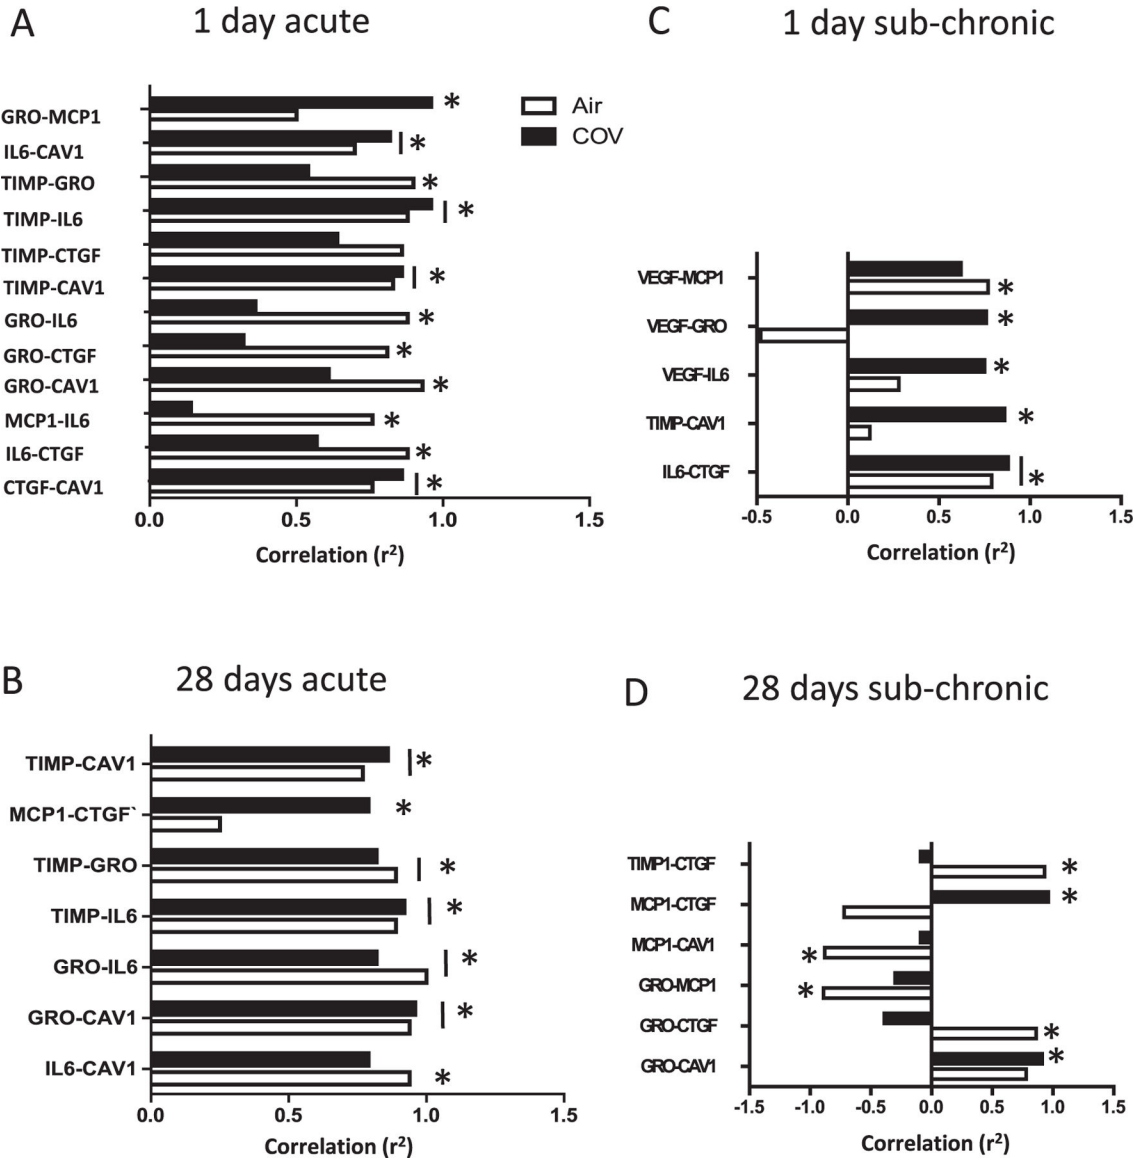 A
1 day acute
GRO-MCP1
IL6-CAV1
TIMP-GRO
TIMP-IL6
TIMP-CTGF
TIMP-CAV1
GRO-IL6
GRO-CTGF
GRO-CAV1
MCP1-IL6
IL6-CTGF
CTGF-CAV1
* * * * * * * * * * *
0.0 0.5 1.0 1.5
Correlation (r²)
Air
COV
C
1 day sub-chronic
VEGF-MCP1
VEGF-GRO
VEGF-IL6
TIMP-CAV1
IL6-CTGF
* * * * *
-0.5 0.0 0.5 1.0 1.5
Correlation (r²)
B
28 days acute
TIMP-CAV1
MCP1-CTGF`
TIMP-GRO
TIMP-IL6
GRO-IL6
GRO-CAV1
IL6-CAV1
* * * * * * *
0.0 0.5 1.0 1.5
Correlation (r²)
D
28 days sub-chronic
TIMP1-CTGF
MCP1-CTGF
MCP1-CAV1
GRO-MCP1
GRO-CTGF
GRO-CAV1
* * * * * *
-1.5 -1.0 -0.5 0.0 0.5 1.0 1.5
Correlation (r²)